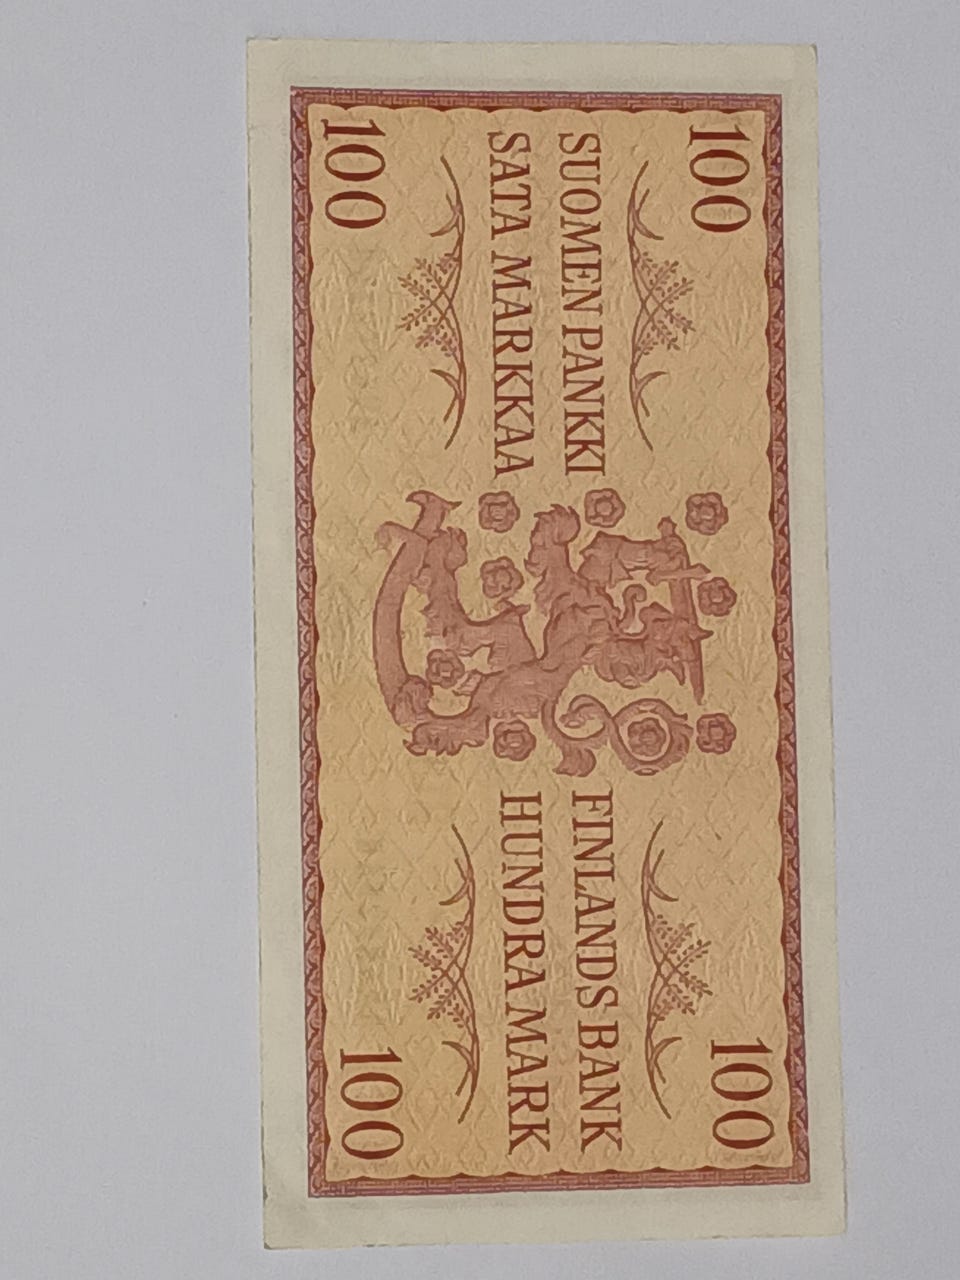 100
100
SUOMEN PANKKI
SATA MARKKAA
FINLANDS BANK
HUNDRA MARK
100
100